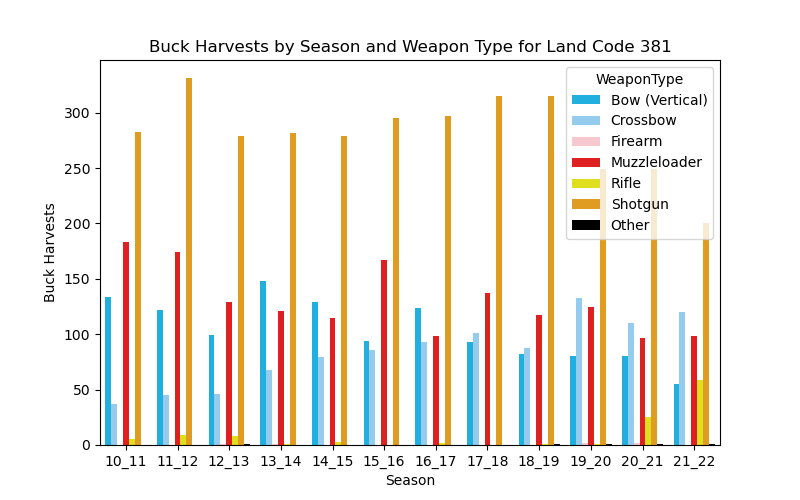 Buck Harvests by Season and Weapon Type for Land Code 381
WeaponType
Bow (Vertical)
Crossbow
Firearm
Muzzleloader
Rifle
Shotgun
Other
Buck Harvests
300
250
200
150
100
50
0
10_11 11_12 12_13 13_14 14_15 15_16 16_17 17_18 18_19 19_20 20_21 21_22
Season